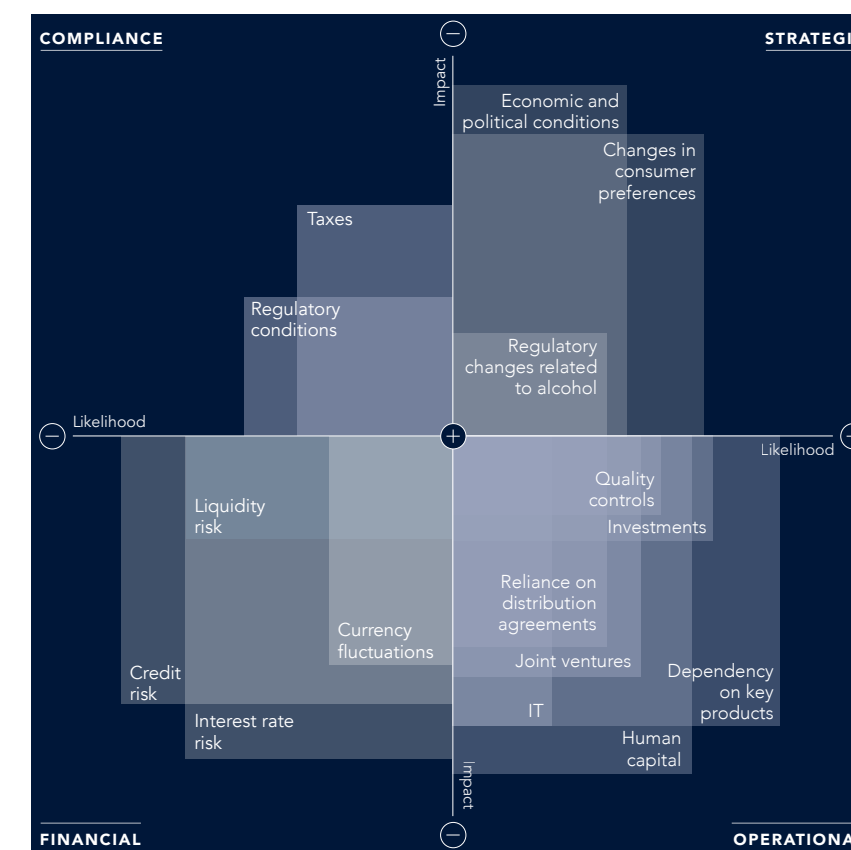 COMPLIANCE
STRATEGI
Impact
Economic and
political conditions
Changes in
consumer
preferences
Taxes
Regulatory
conditions
Regulatory
changes related
to alcohol
Likelihood
Likelihood
Quality
controls
Liquidity
risk
Investments
Reliance on
distribution
agreements
Currency
fluctuations
Joint ventures
Credit
risk
Dependency
on key
products
IT
Interest rate
risk
Human
capital
Impact
FINANCIAL
OPERATIONA